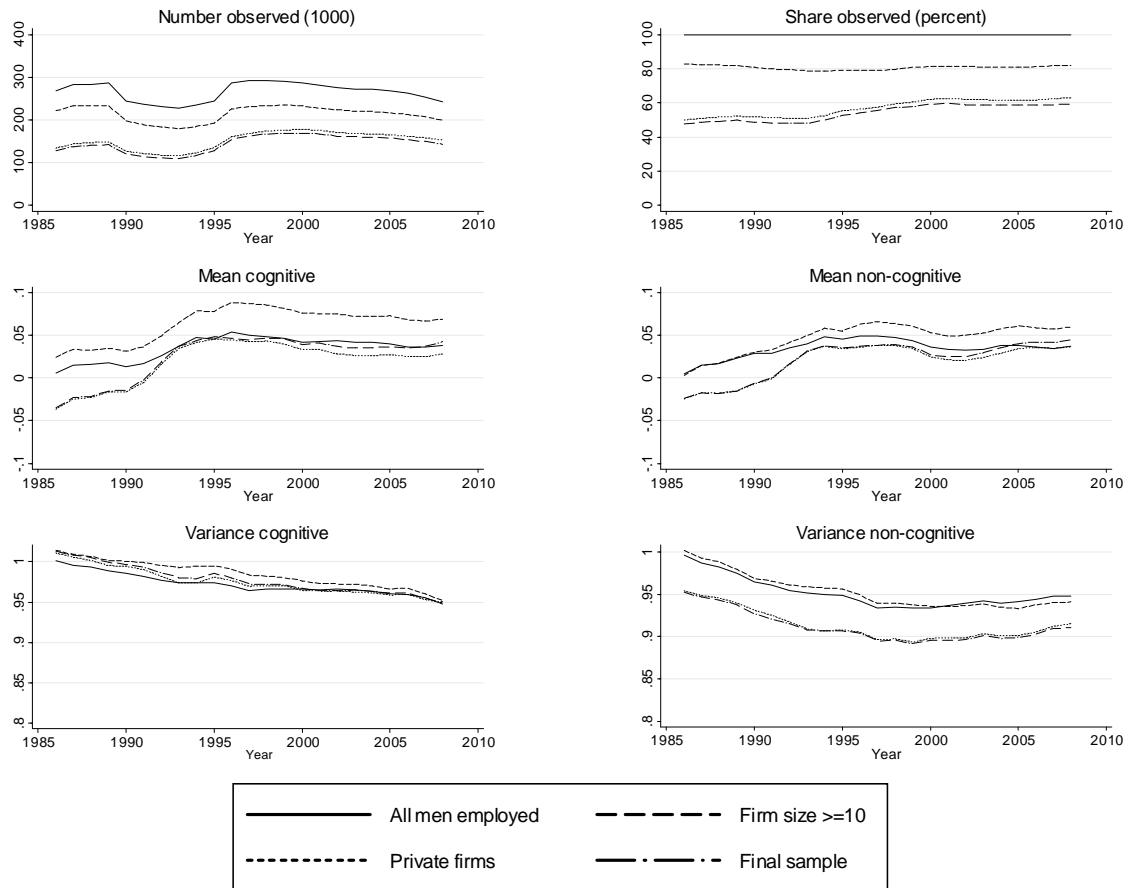 Number observed (1000)
400
300
200
100
0
1985 1990 1995 2000 2005 2010
Year
Share observed (percent)
100
80
60
40
20
0
1985 1990 1995 2000 2005 2010
Year
Mean cognitive
.1
.05
0
-.05
-.1
1985 1990 1995 2000 2005 2010
Year
Mean non-cognitive
.1
.05
0
-.05
-.1
1985 1990 1995 2000 2005 2010
Year
Variance cognitive
1
.95
.9
.85
.8
1985 1990 1995 2000 2005 2010
Year
Variance non-cognitive
1
.95
.9
.85
.8
1985 1990 1995 2000 2005 2010
Year
All men employed
Firm size >=10
Private firms
Final sample